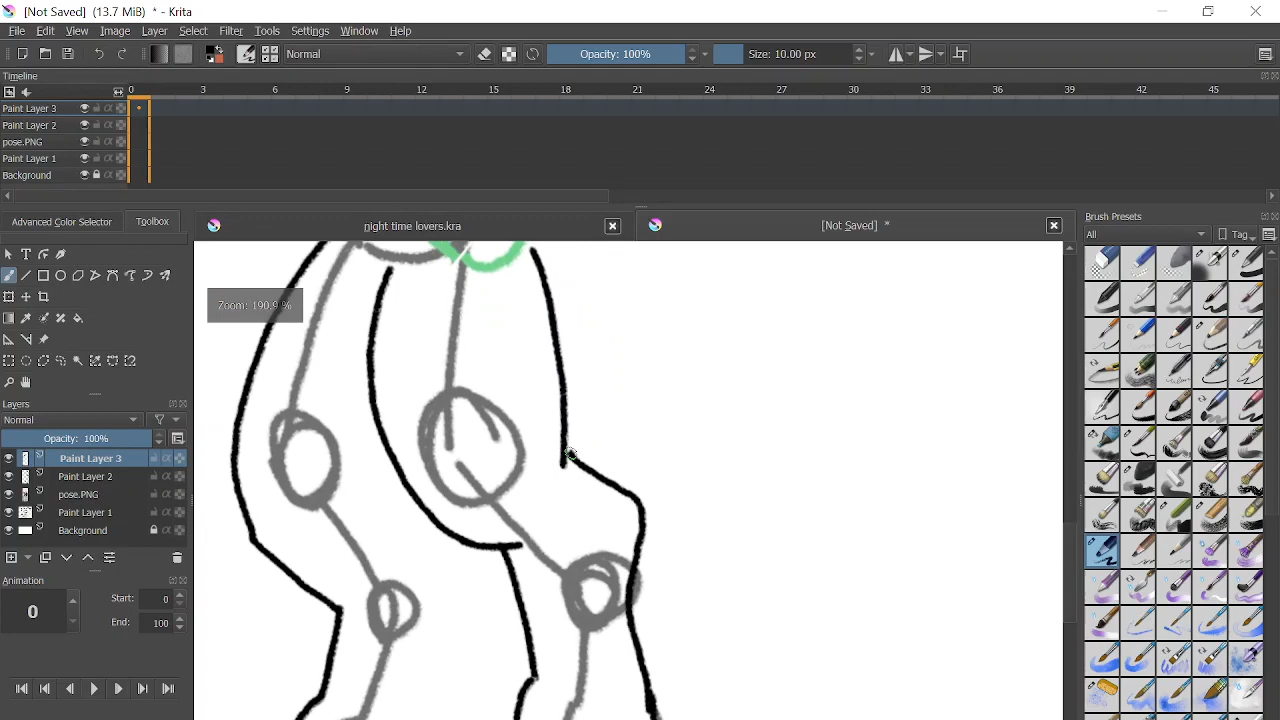 [Not Saved] (13.7 MiB) * - Krita
File Edit View Image Layer Select Filter Tools Settings Window Help
Normal Opacity: 100% Size: 10.00 px
Timeline
0 3 6 9 12 15 18 21 24 27 30 33 36 39 42 45
Paint Layer 3
Paint Layer 2
pose.PNG
Paint Layer 1
Background
Advanced Color Selector Toolbox
night time lovers.kra [Not Saved] *
Brush Presets
All Tag
Zoom: 190.9 %
Layers
Normal
Opacity: 100%
Paint Layer 3
Paint Layer 2
pose.PNG
Paint Layer 1
Background
Animation
0
Start: 0
End: 100